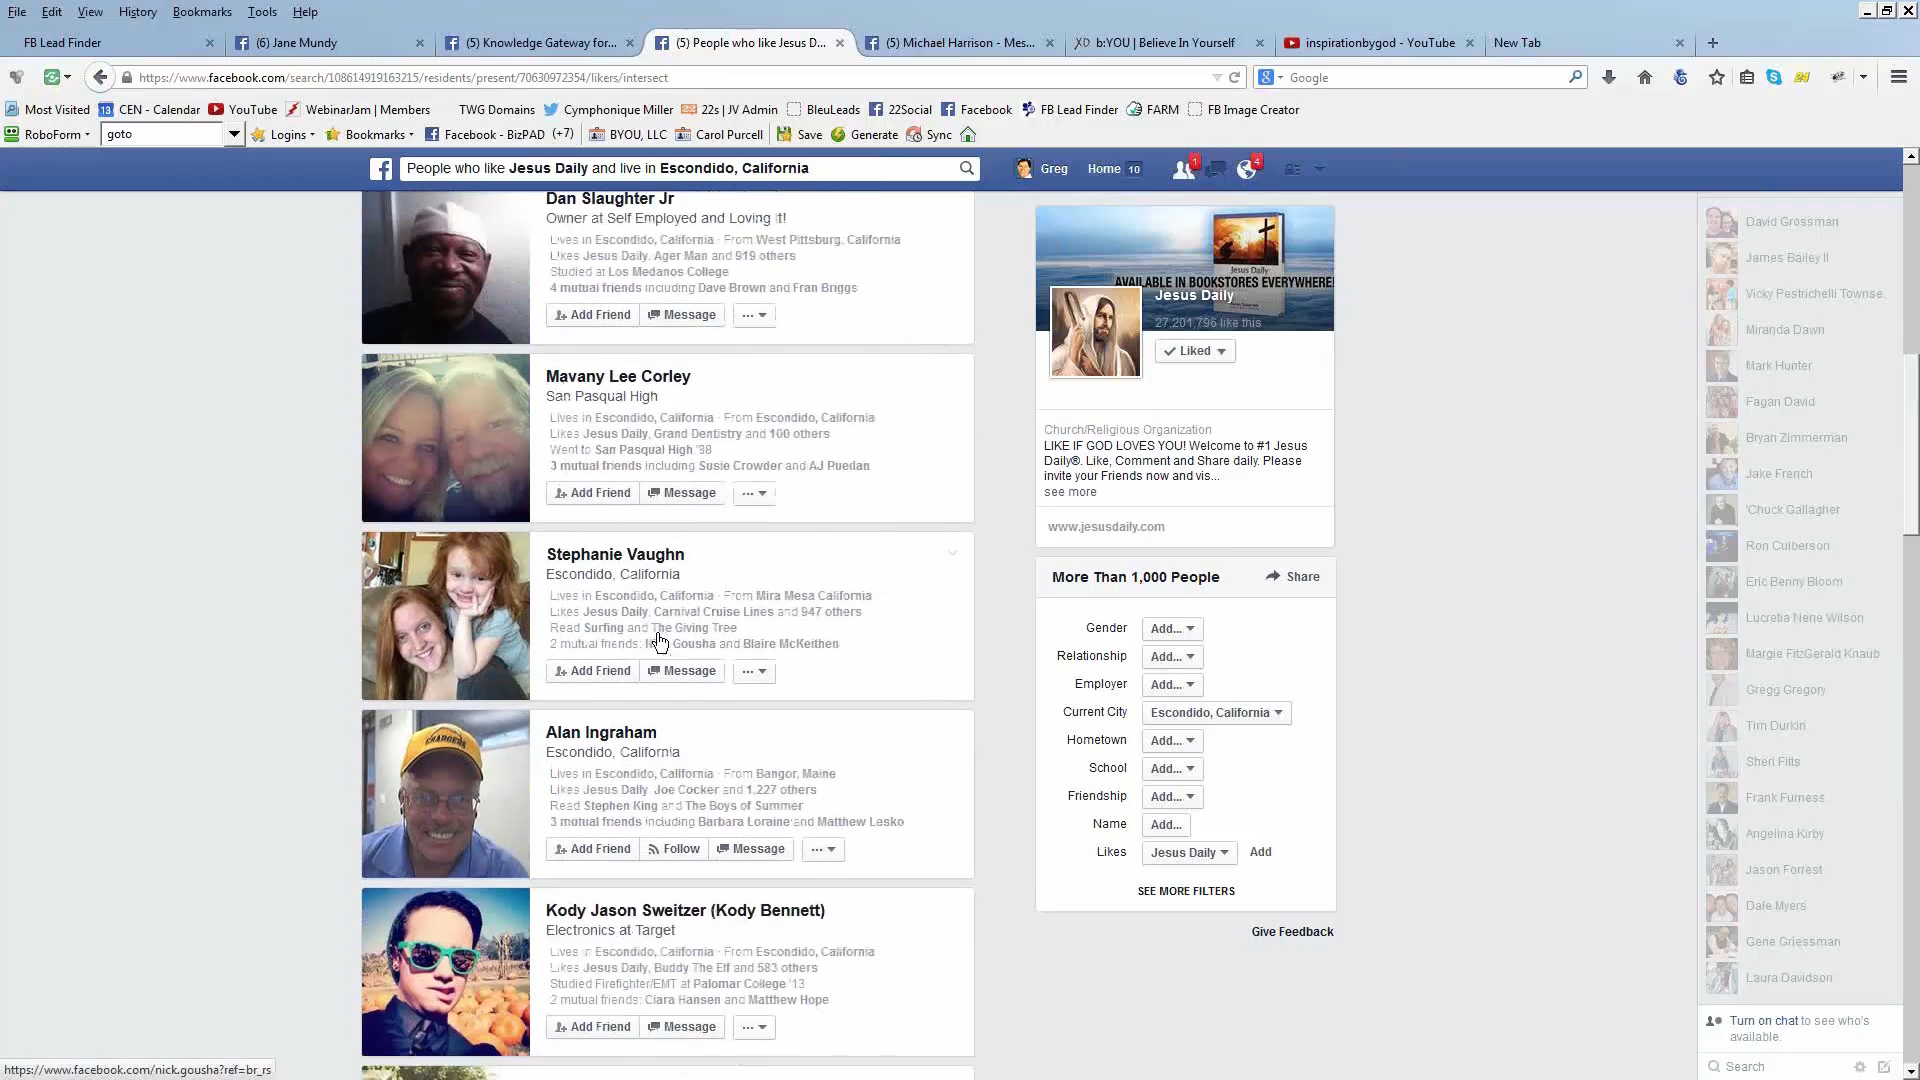 File Edit View History Bookmarks Tools Help
FB Lead Finder
(6) Jane Mundy
(5) Knowledge Gateway for...
(5) People who like Jesus D...
(5) Michael Harrison - Mes...
b:YOU | Believe In Yourself
inspirationbygod - YouTube
New Tab
https://www.facebook.com/search/108614919163215/residents/present/70630972354/likers/intersect
Google
Most Visited CEN - Calendar YouTube WebinarJam | Members TWG Domains Cymphonique Miller 22s | JV Admin BleuLeads 22Social Facebook FB Lead Finder FARM FB Image Creator
RoboForm goto Logins Bookmarks Facebook - BizPAD (+7) BYOU, LLC Carol Purcell Save Generate Sync
People who like Jesus Daily and live in Escondido, California
Greg Home 10 1 4
Dan Slaughter Jr
Owner at Self Employed and Loving It!
Lives in Escondido, California · From West Pittsburg, California
Likes Jesus Daily, Ager Man and 919 others
Studied at Los Medanos College
4 mutual friends including Dave Brown and Fran Briggs
Add Friend Message ...
Mavany Lee Corley
San Pasqual High
Lives in Escondido, California · From Escondido, California
Likes Jesus Daily, Grand Dentistry and 100 others
Went to San Pasqual High '88
3 mutual friends including Susie Crowder and AJ Puedan
Add Friend Message ...
Stephanie Vaughn
Escondido, California
Lives in Escondido, California · From Mira Mesa California
Likes Jesus Daily, Carnival Cruise Lines and 947 others
Read Surfing and The Giving Tree
2 mutual friends: Gousha and Blaire McKeithen
Add Friend Message ...
Alan Ingraham
Escondido, California
Lives in Escondido, California · From Bangor, Maine
Likes Jesus Daily, Joe Cocker and 1,227 others
Read Stephen King and The Boys of Summer
3 mutual friends including Barbara Loraine and Matthew Lesko
Add Friend Follow Message ...
Kody Jason Sweitzer (Kody Bennett)
Electronics at Target
Lives in Escondido, California · From Escondido, California
Likes Jesus Daily, Buddy The Elf and 583 others
Studied Firefighter/EMT at Palomar College '13
2 mutual friends: Ciara Hansen and Matthew Hope
Add Friend Message ...
https://www.facebook.com/nick.gousha?ref=br_rs
Jesus Daily
AVAILABLE IN BOOKSTORES EVERYWHERE!
Jesus Daily
27,201,796 like this
Liked
Church/Religious Organization
LIKE IF GOD LOVES YOU! Welcome to #1 Jesus
Daily®. Like, Comment and Share daily. Please
invite your Friends now and vis...
see more
www.jesusdaily.com
More Than 1,000 People Share
Gender Add...
Relationship Add...
Employer Add...
Current City Escondido, California
Hometown Add...
School Add...
Friendship Add...
Name Add...
Likes Jesus Daily Add
SEE MORE FILTERS
Give Feedback
David Grossman
James Bailey II
Vicky Pestrichelli Townse..
Miranda Dawn
Mark Hunter
Fagan David
Bryan Zimmerman
Jake French
'Chuck Gallagher
Ron Culberson
Eric Benny Bloom
Lucretia Nene Wilson
Margie FitzGerald Knaub
Gregg Gregory
Tim Durkin
Sheri Fitts
Frank Furness
Angelina Kirby
Jason Forrest
Dale Myers
Gene Griessman
Laura Davidson
Turn on chat to see who's
available.
Search
CHARGERS